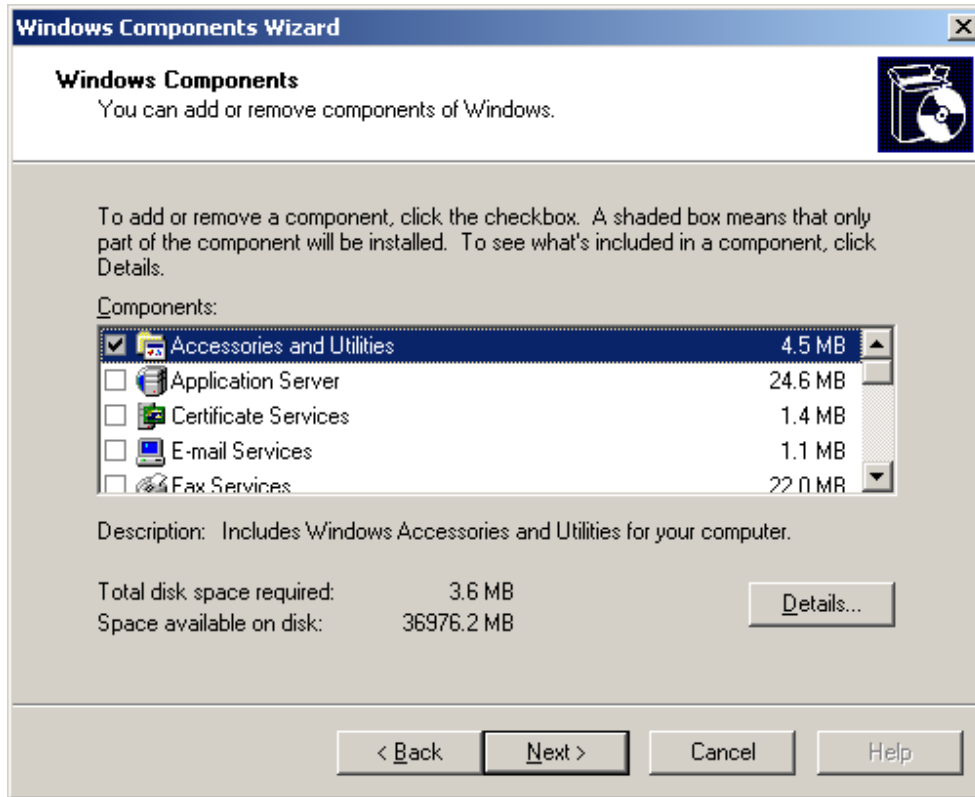 Windows Components Wizard
Windows Components
You can add or remove components of Windows.
To add or remove a component, click the checkbox. A shaded box means that only
part of the component will be installed. To see what's included in a component, click
Details.
Components:
Accessories and Utilities 4.5 MB
Application Server 24.6 MB
Certificate Services 1.4 MB
E-mail Services 1.1 MB
Fax Services 22.0 MB
Description: Includes Windows Accessories and Utilities for your computer.
Total disk space required: 3.6 MB
Space available on disk: 36976.2 MB
Details...
< Back Next > Cancel Help